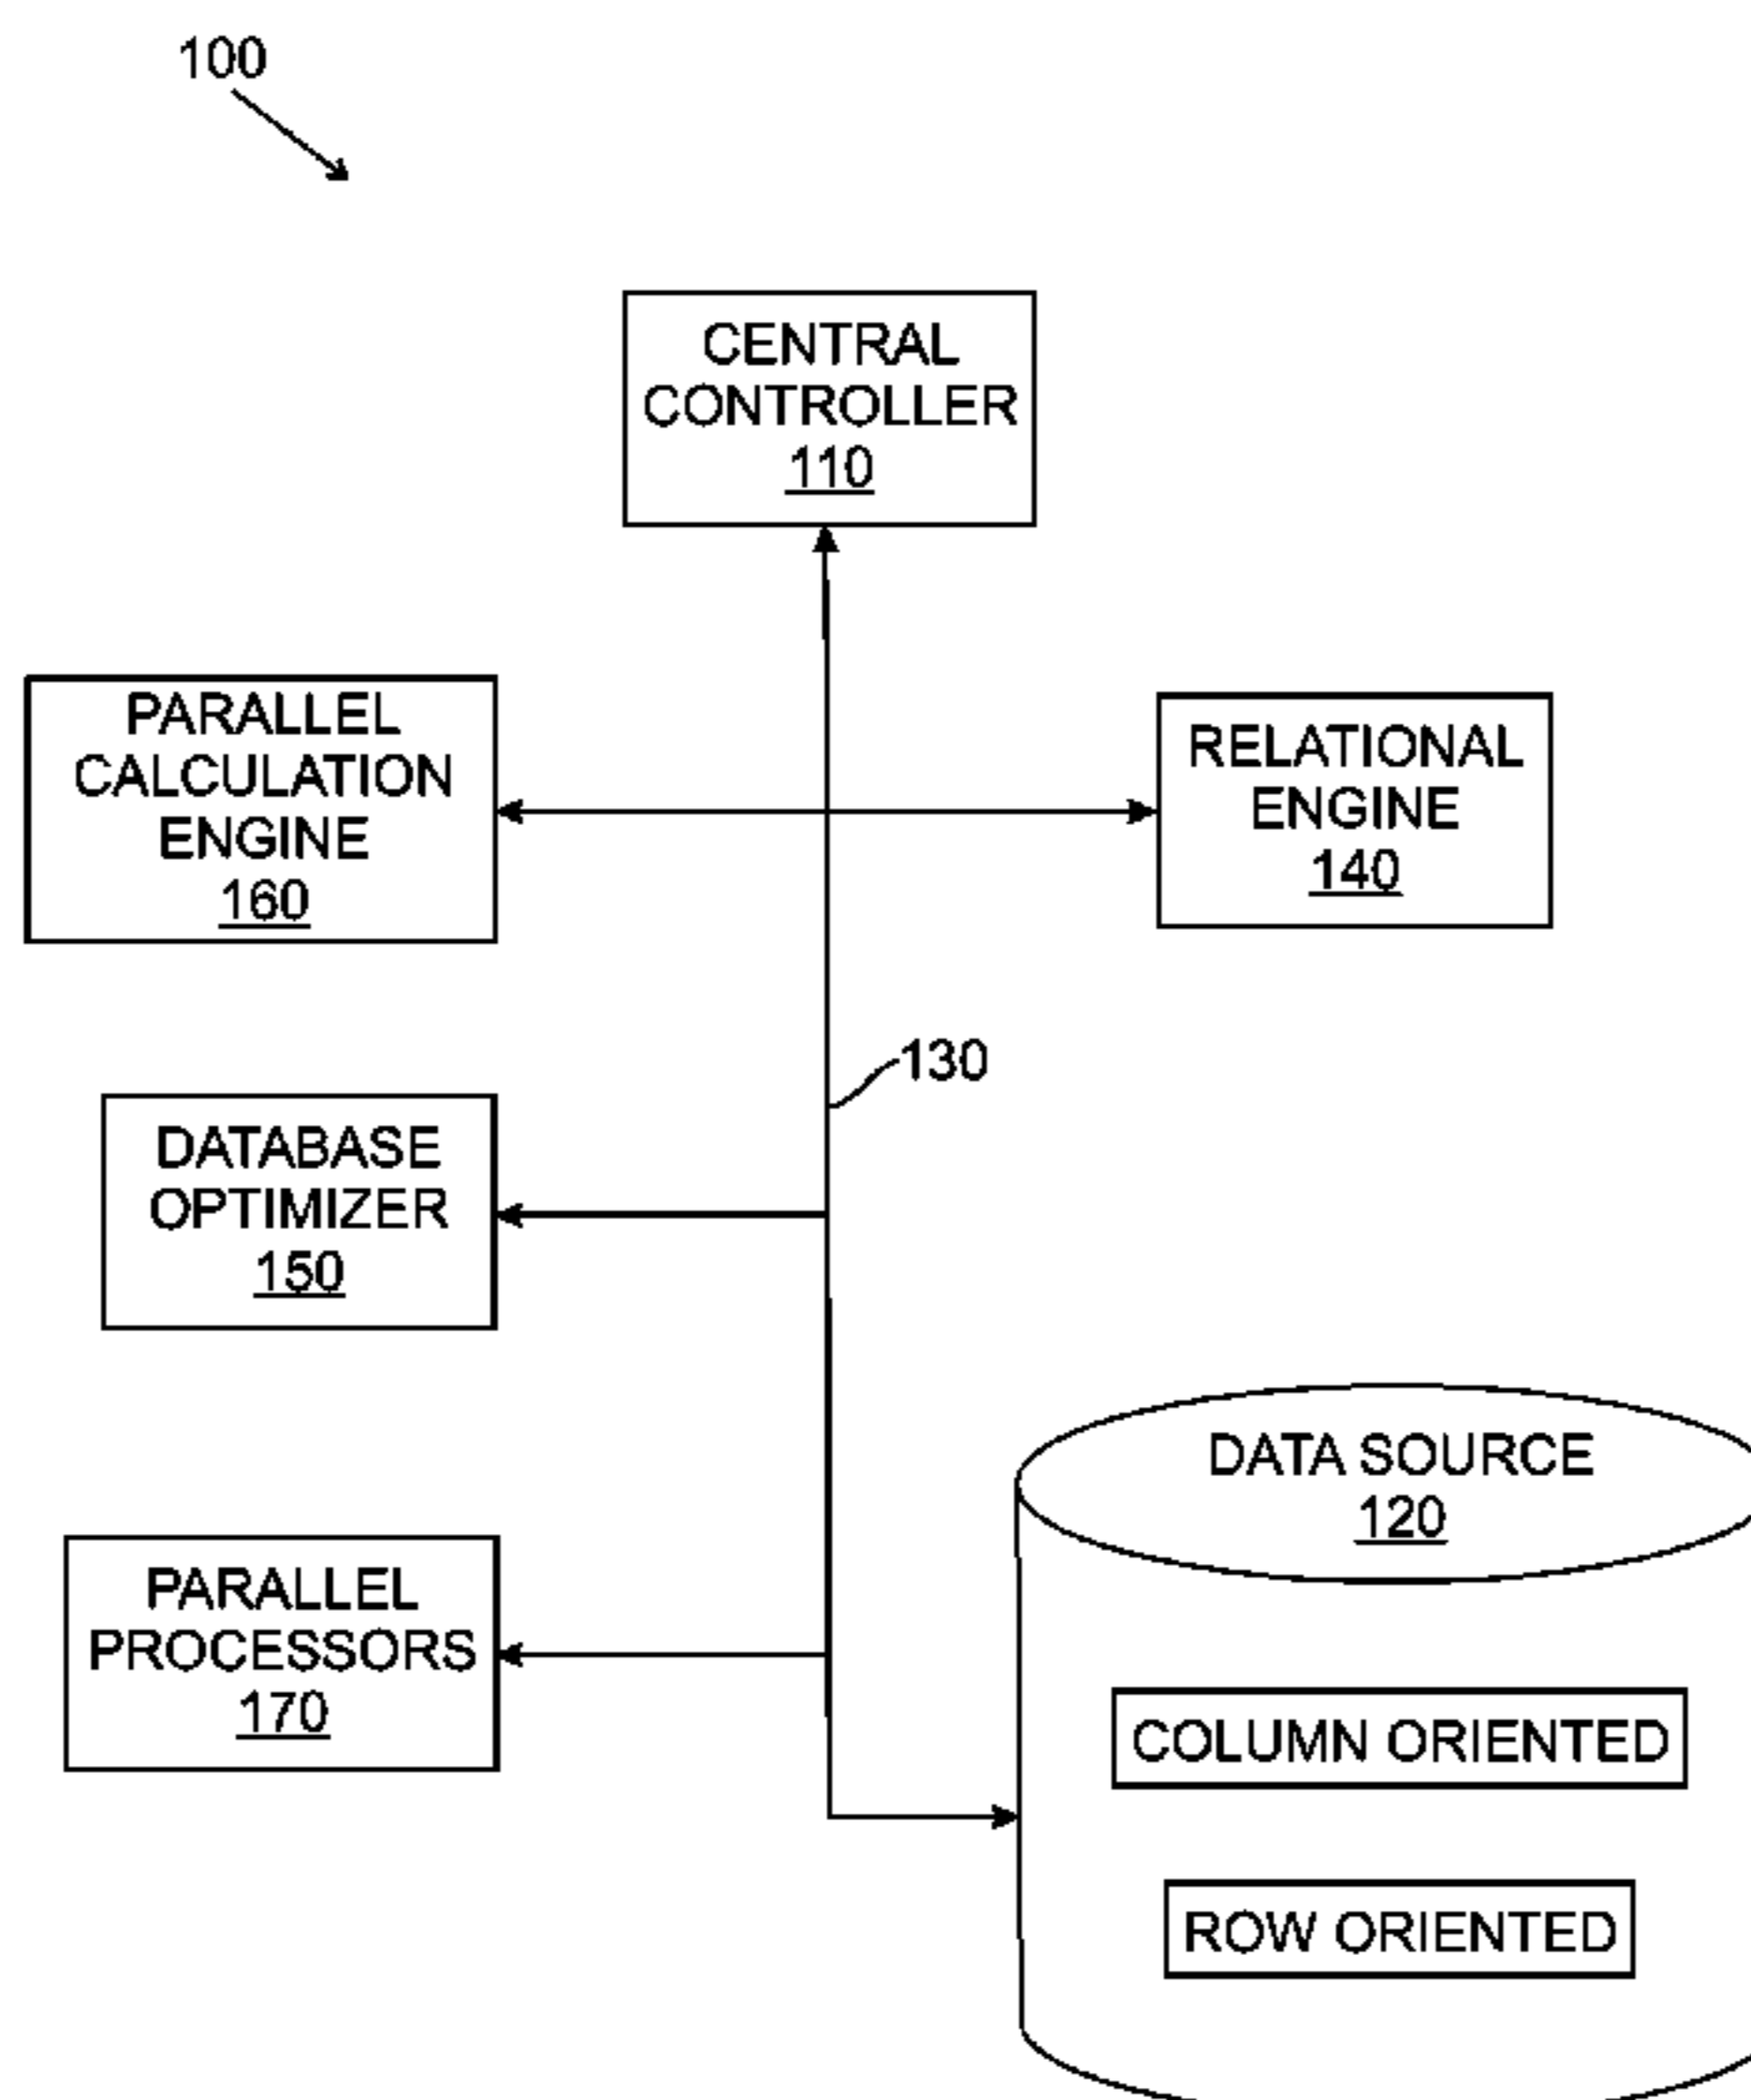 100
CENTRAL
CONTROLLER
110
PARALLEL
CALCULATION
ENGINE
160
RELATIONAL
ENGINE
140
130
DATABASE
OPTIMIZER
150
DATA SOURCE
120
PARALLEL
PROCESSORS
170
COLUMN ORIENTED
ROW ORIENTED